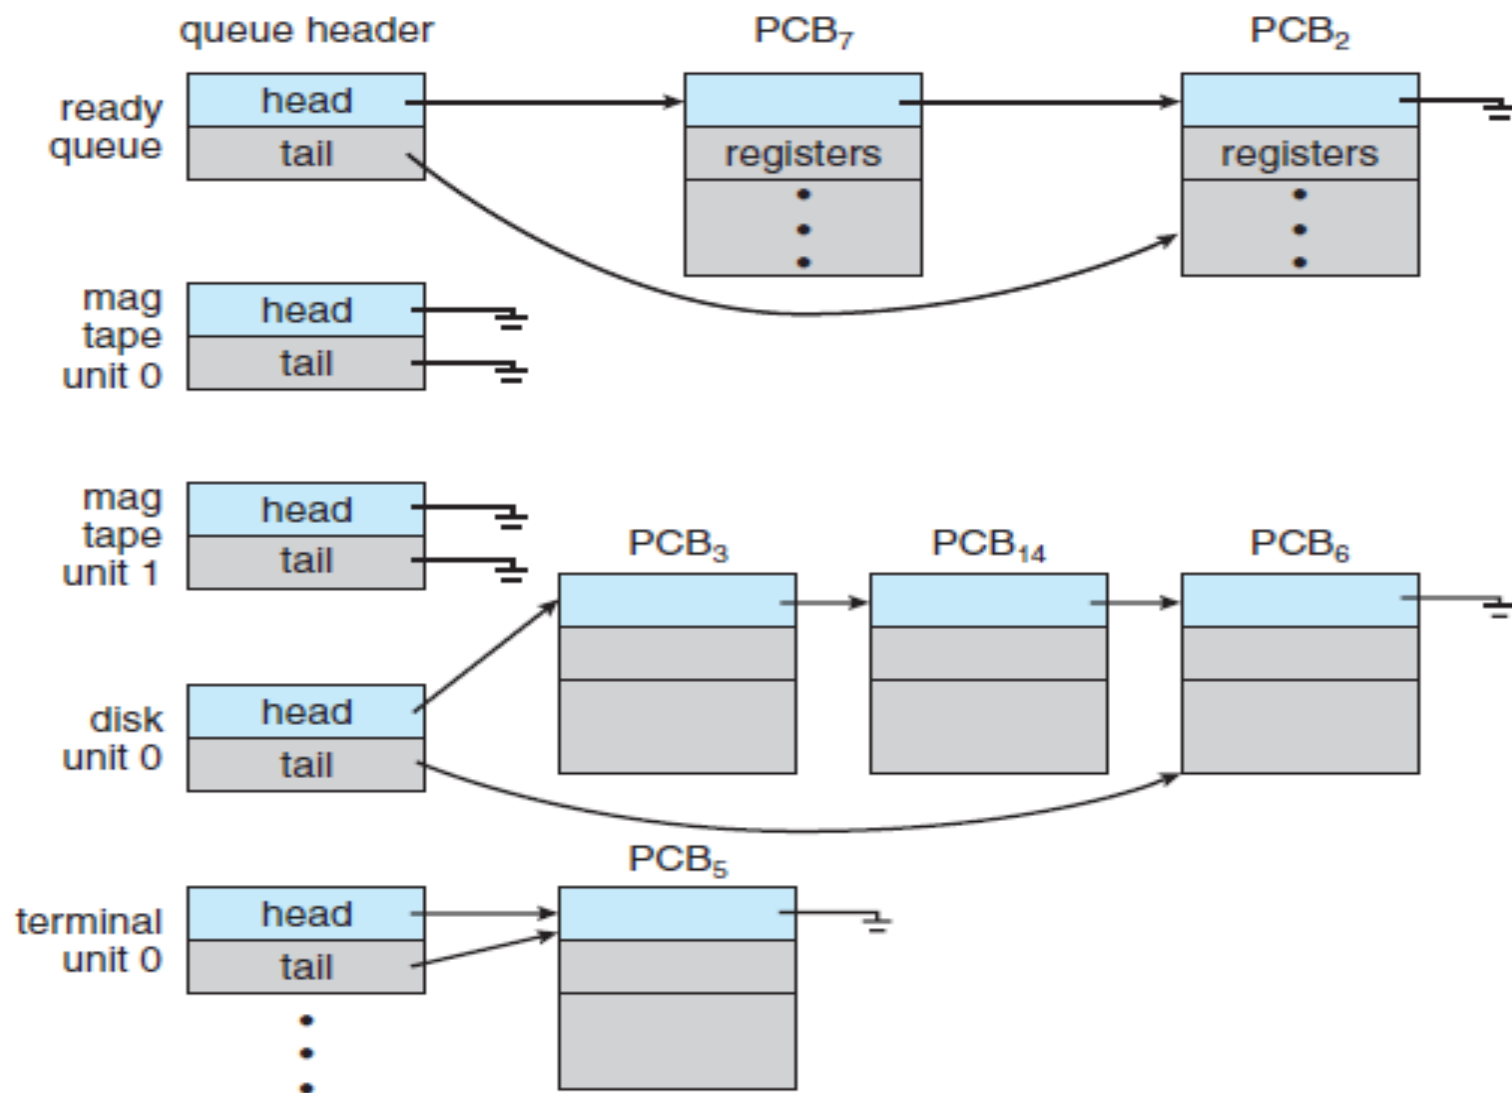 queue header
PCB₇
PCB₂
ready
queue
head
tail
registers
registers
mag
tape
unit 0
head
tail
mag
tape
unit 1
head
tail
PCB₃
PCB₁₄
PCB₆
disk
unit 0
head
tail
PCB₅
terminal
unit 0
head
tail